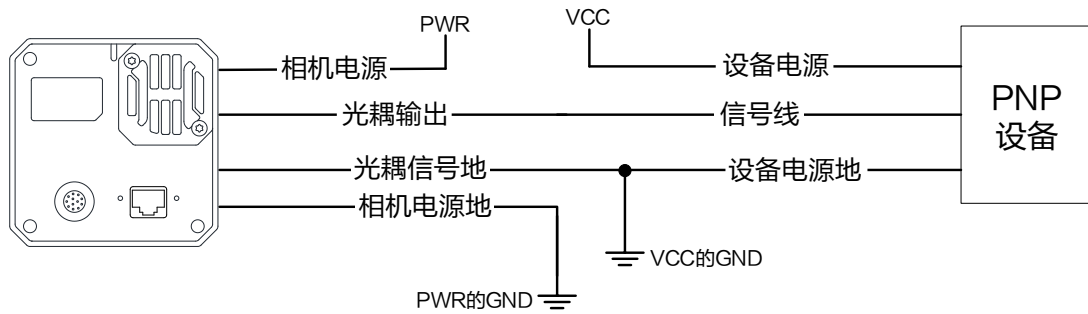 PWR
VCC
相机电源
设备电源
光耦输出
信号线
PNP
设备
光耦信号地
设备电源地
相机电源地
VCC的GND
PWR的GND